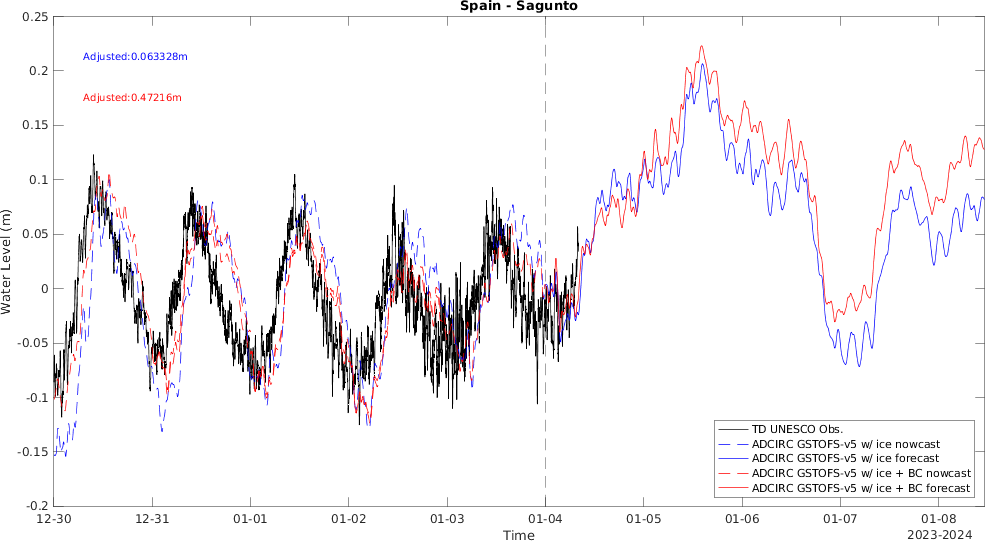 Spain - Sagunto
0.25
0.2
0.15
0.1
0.05
0
-0.05
-0.1
-0.15
-0.2
Water Level (m)
Adjusted:0.063328m
Adjusted:0.47216m
TD UNESCO Obs.
ADCIRC GSTOFS-v5 w/ ice nowcast
ADCIRC GSTOFS-v5 w/ ice forecast
ADCIRC GSTOFS-v5 w/ ice + BC nowcast
ADCIRC GSTOFS-v5 w/ ice + BC forecast
12-30 12-31 01-01 01-02 01-03 01-04 01-05 01-06 01-07 01-08
Time
2023-2024